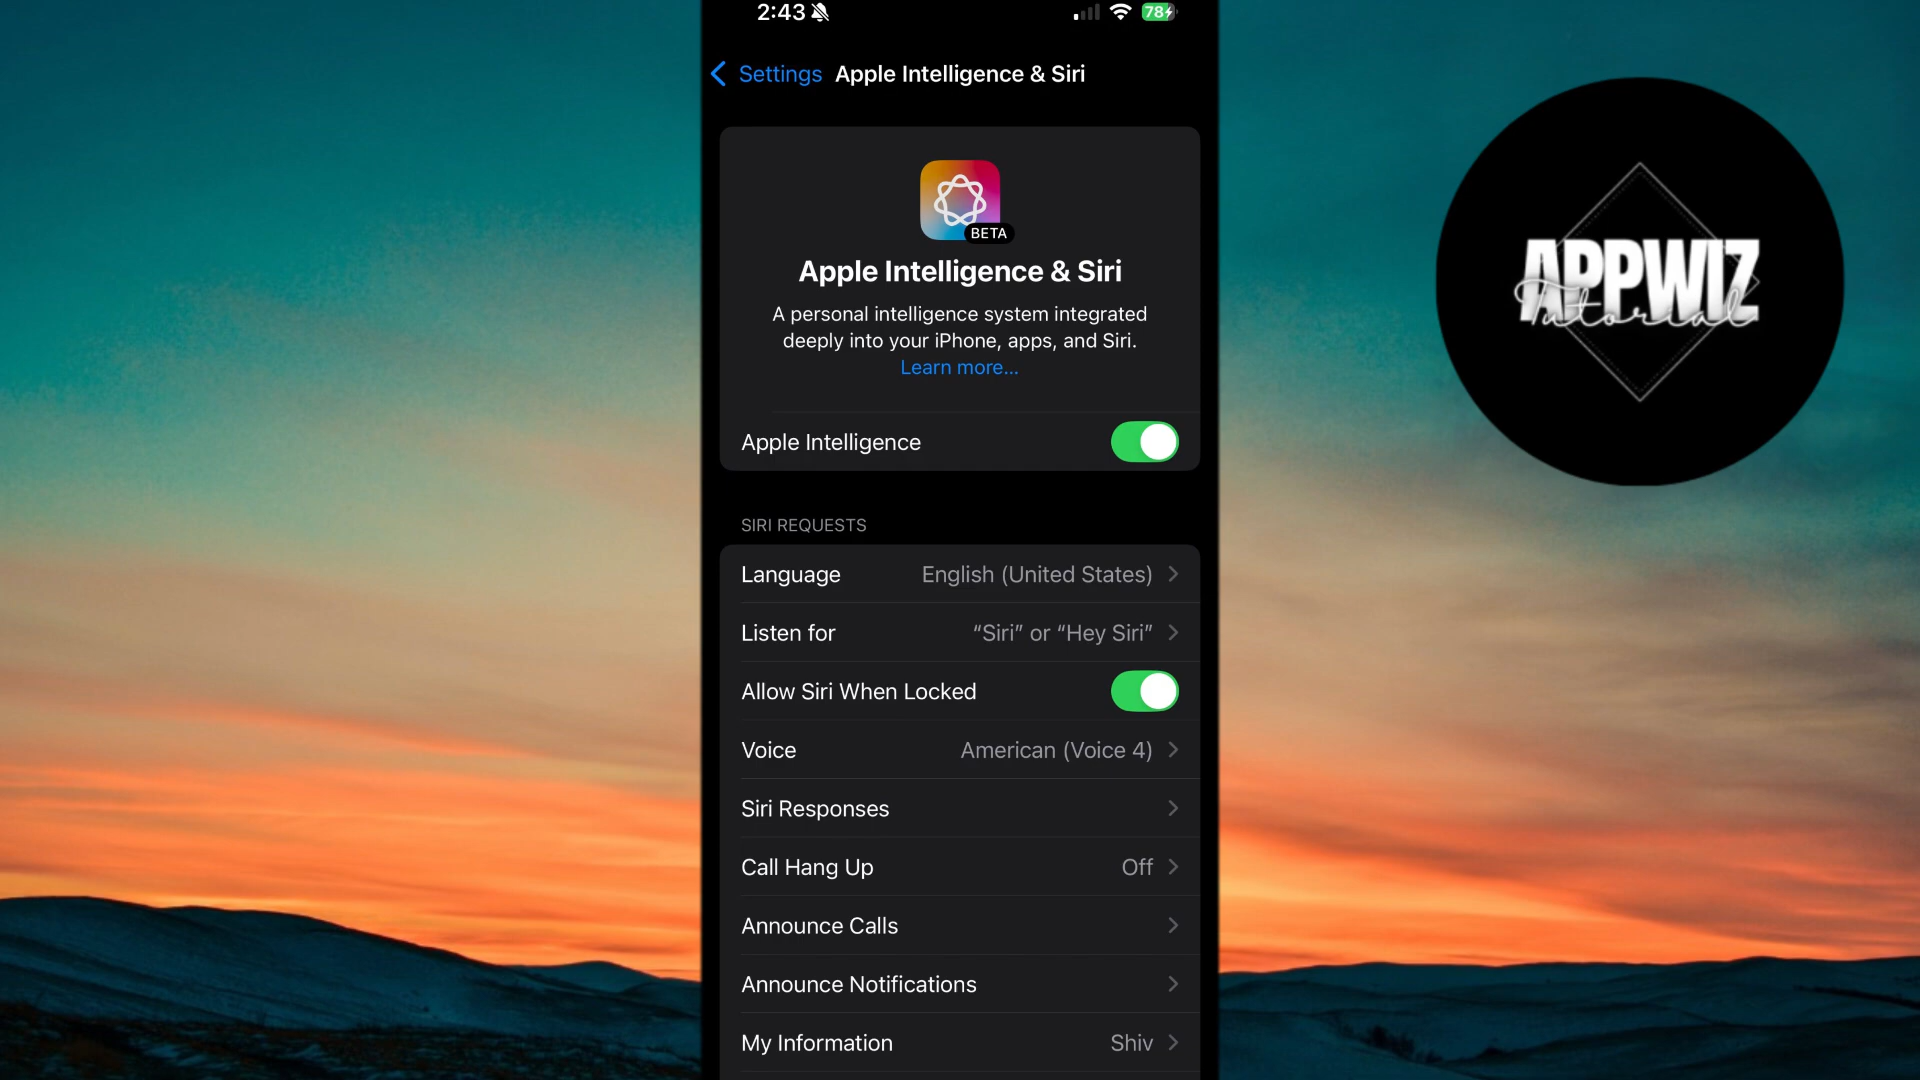 2:43
78
Settings
Apple Intelligence & Siri
BETA
Apple Intelligence & Siri
A personal intelligence system integrated
deeply into your iPhone, apps, and Siri.
Learn more...
Apple Intelligence
SIRI REQUESTS
Language English (United States)
Listen for “Siri” or “Hey Siri”
Allow Siri When Locked
Voice American (Voice 4)
Siri Responses
Call Hang Up Off
Announce Calls
Announce Notifications
My Information Shiv
APPWIZ
Tutorial